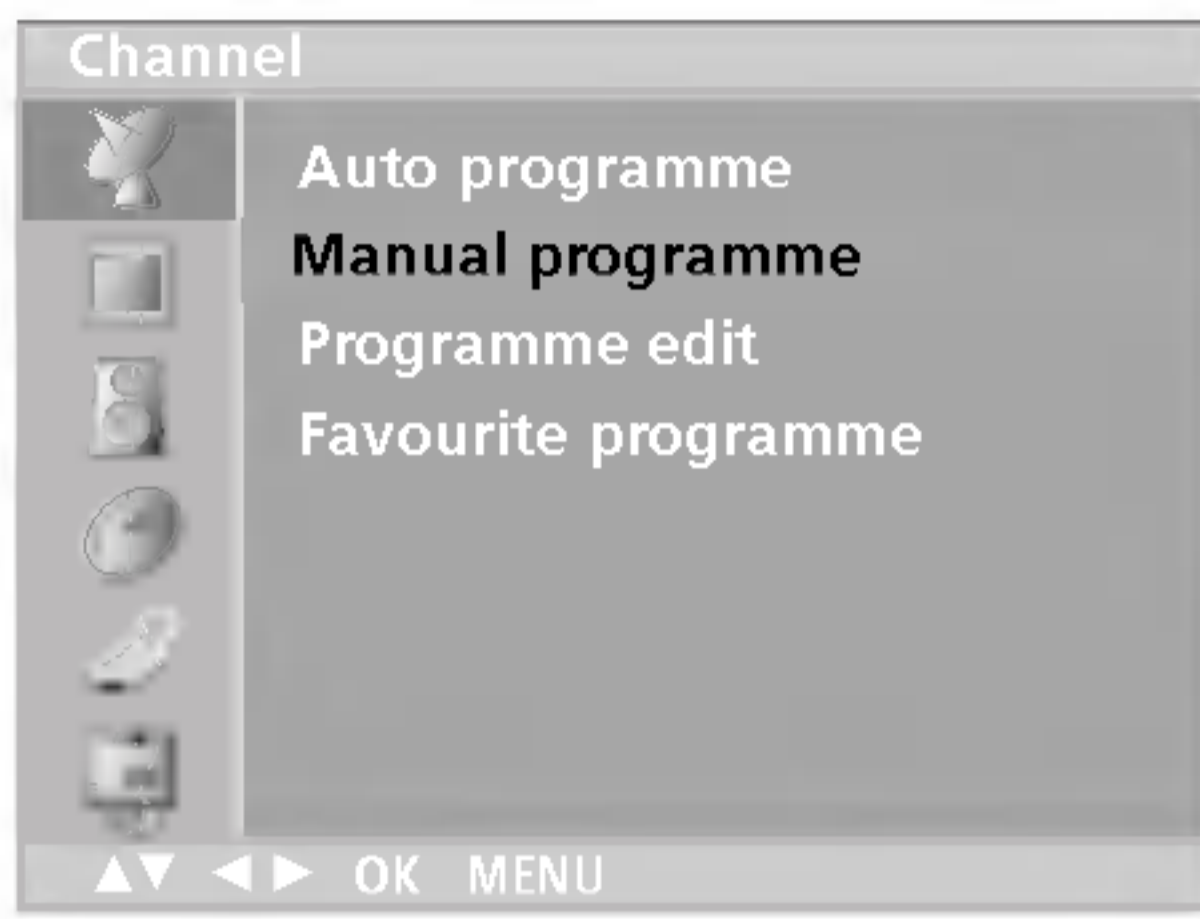 Channel
Auto programme
Manual programme
Programme edit
Favourite programme
▲▼ ◀ ▶ OK MENU